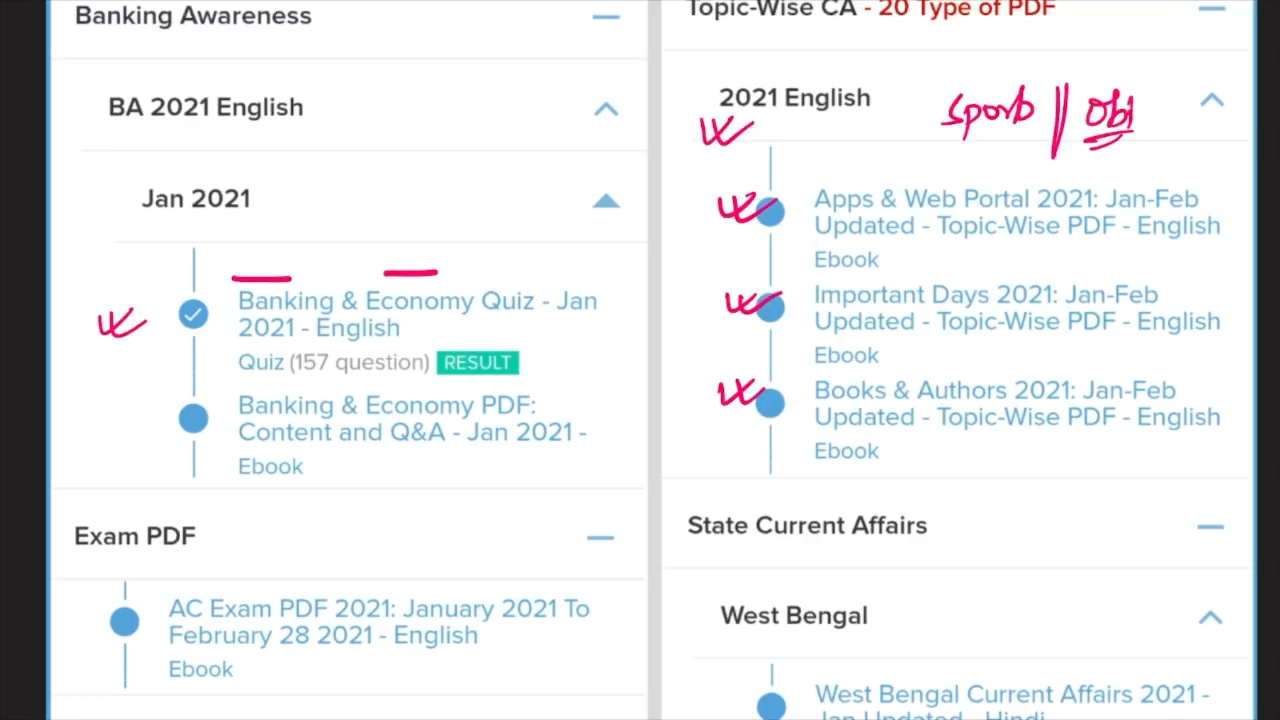 Banking Awareness
BA 2021 English
Jan 2021
Banking & Economy Quiz - Jan
2021 - English
Quiz (157 question) RESULT
Banking & Economy PDF:
Content and Q&A - Jan 2021 -
Ebook
Exam PDF
AC Exam PDF 2021: January 2021 To
February 28 2021 - English
Ebook
Topic-Wise CA - 20 Type of PDF
2021 English
Apps & Web Portal 2021: Jan-Feb
Updated - Topic-Wise PDF - English
Ebook
Important Days 2021: Jan-Feb
Updated - Topic-Wise PDF - English
Ebook
Books & Authors 2021: Jan-Feb
Updated - Topic-Wise PDF - English
Ebook
State Current Affairs
West Bengal
West Bengal Current Affairs 2021 -
Jan Updated - Hindi